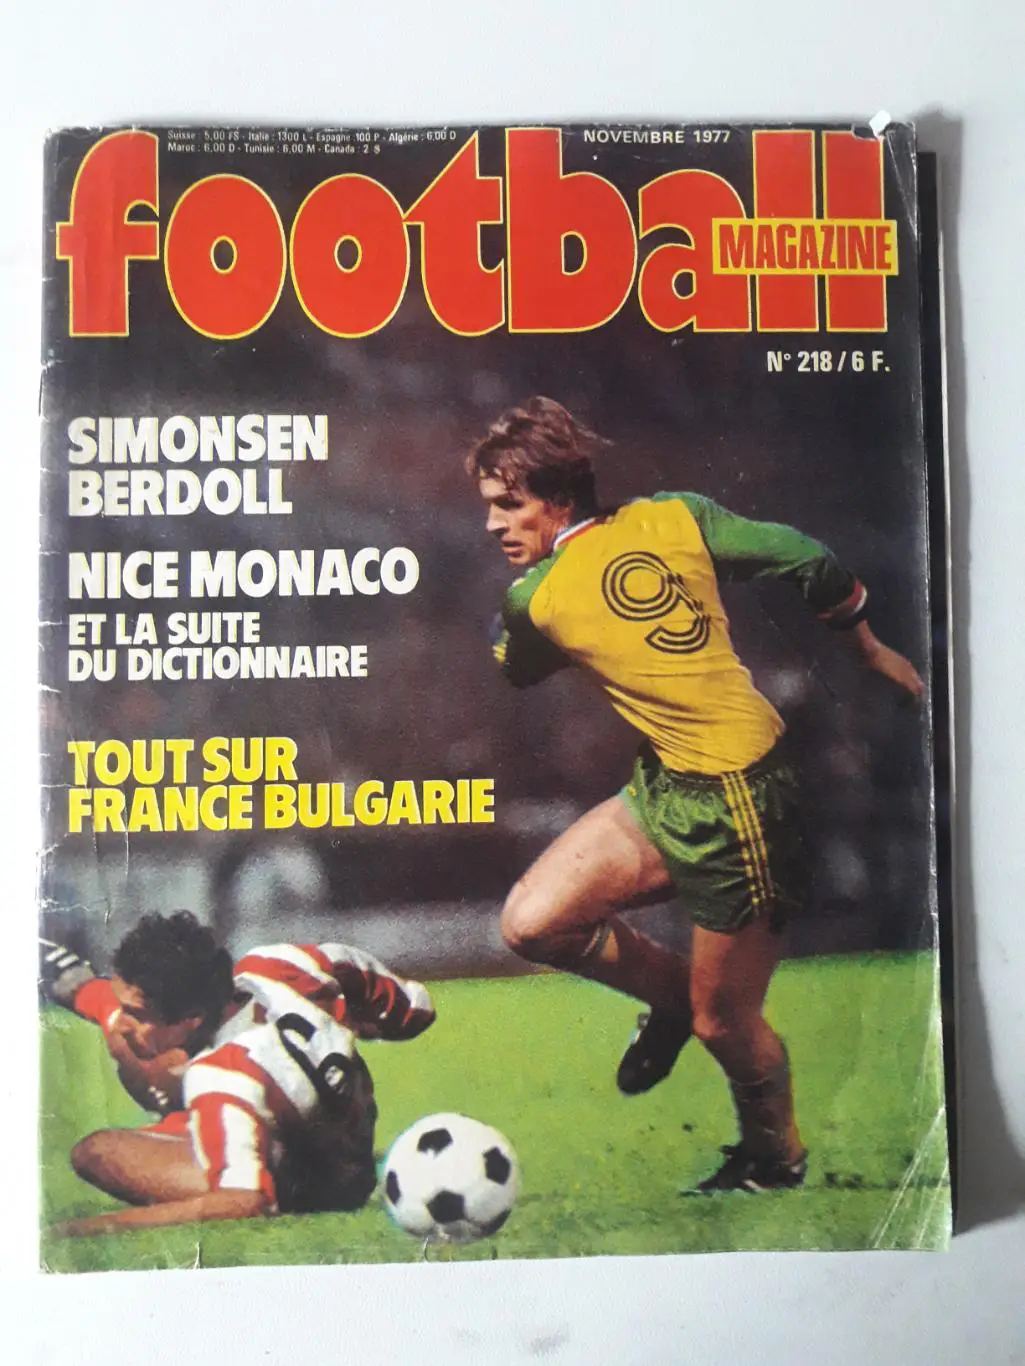 Suisse : 5,00 FS - Italie : 1300 L - Espagne 100 P - Algérie : 6,00 D
Maroc : 6,00 D - Tunisie : 6,00 M - Canada : 2 $
NOVEMBRE 1977
football
MAGAZINE
N° 218 / 6 F.
SIMONSEN
BERDOLL
NICE MONACO
ET LA SUITE
DU DICTIONNAIRE
TOUT SUR
FRANCE BULGARIE
9
6